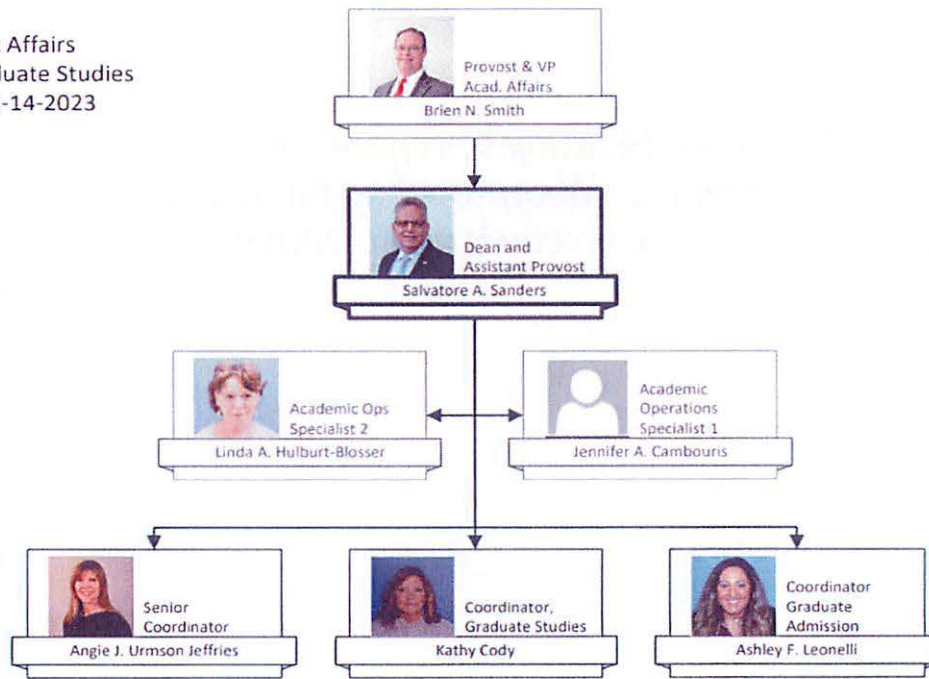 Affairs
duate Studies
-14-2023
Provost & VP
Acad. Affairs
Brien N. Smith
Dean and
Assistant Provost
Salvatore A. Sanders
Academic Ops
Specialist 2
Linda A. Hulburt-Blosser
Academic
Operations
Specialist 1
Jennifer A. Cambouris
Senior
Coordinator
Angie J. Urmson Jeffries
Coordinator,
Graduate Studies
Kathy Cody
Coordinator
Graduate
Admission
Ashley F. Leonelli